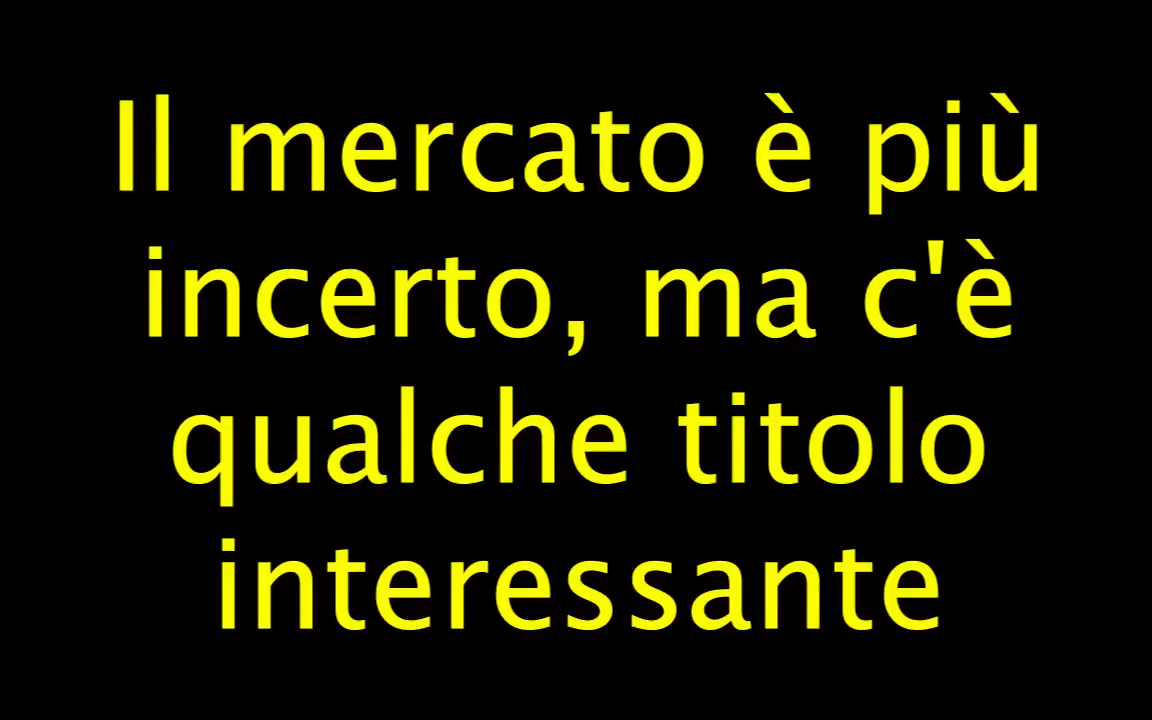 Il mercato è più
incerto, ma c'è
qualche titolo
interessante